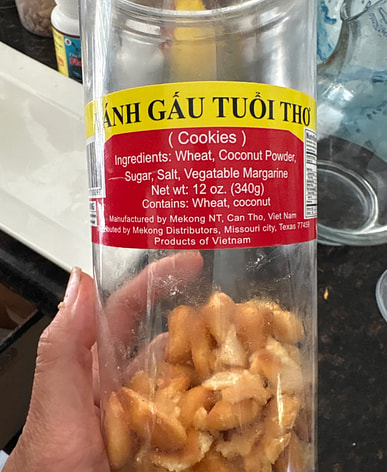 ÁNH GẤU TUỔI THƠ
( Cookies )
Ingredients: Wheat, Coconut Powder,
Sugar, Salt, Vegatable Margarine
Net wt: 12 oz. (340g)
Contains: Wheat, coconut
Manufactured by Mekong NT, Can Tho, Viet Nam
buted by Mekong Distributors, Missouri city, Texas 77459
Products of Vietnam